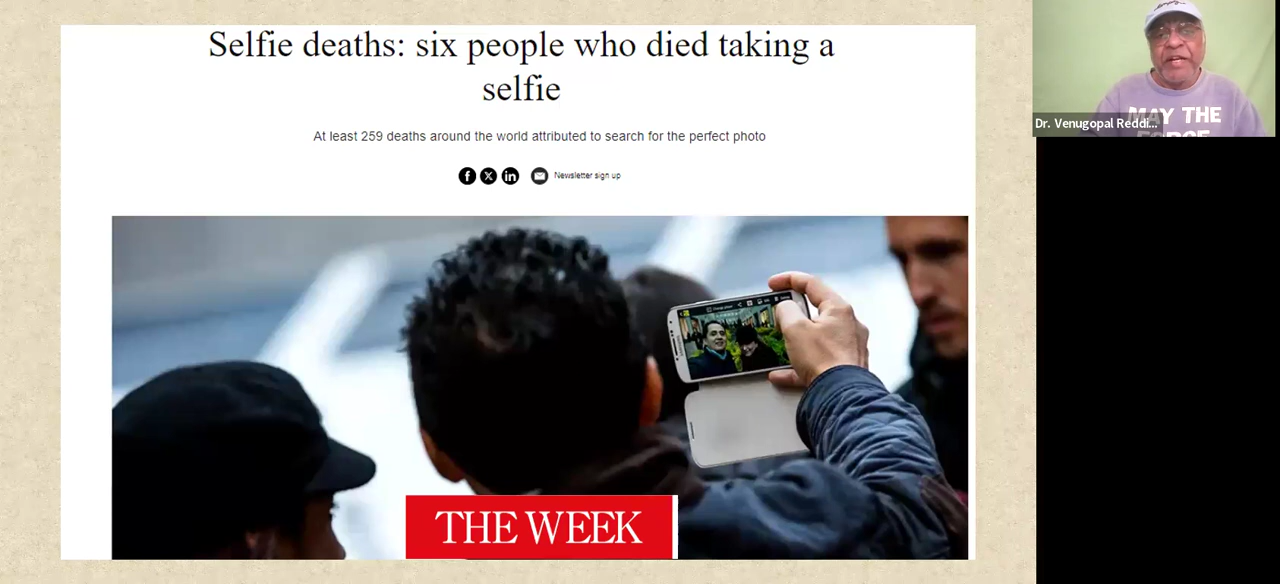 Selfie deaths: six people who died taking a
selfie
At least 259 deaths around the world attributed to search for the perfect photo
Newsletter sign up
THE WEEK
Dr. Venugopal Reddi...
MAY THE
FORCE